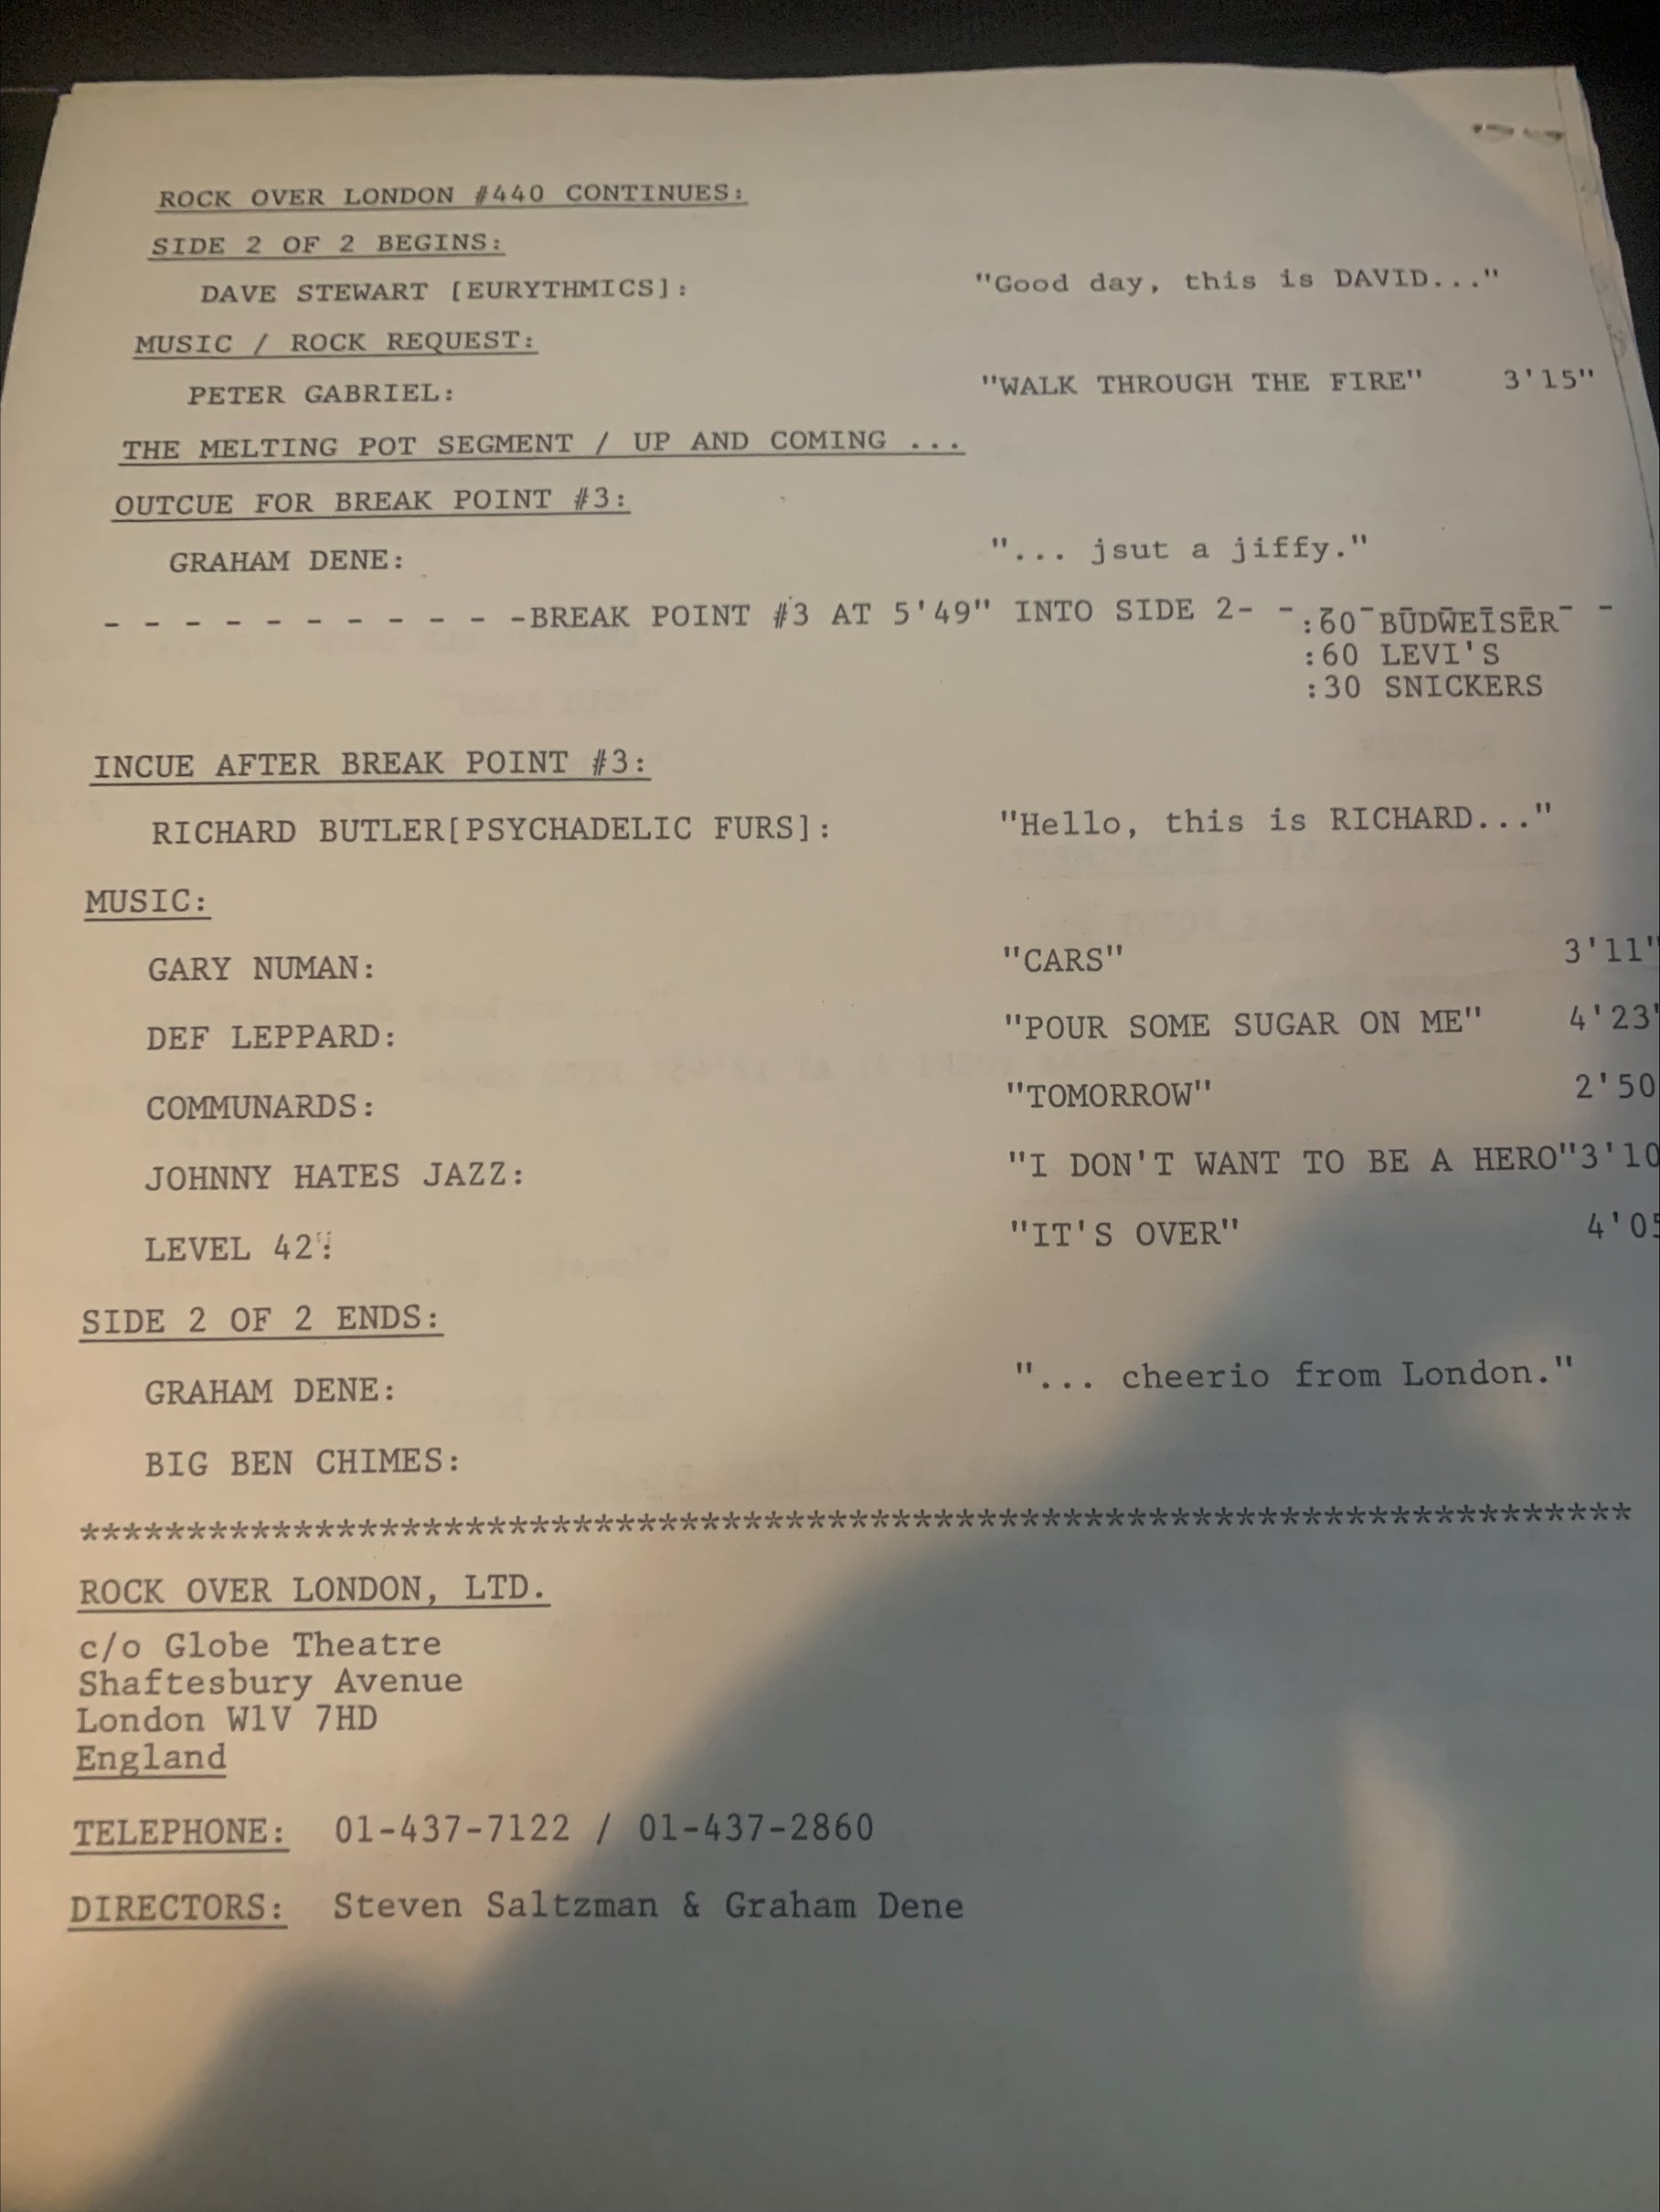 ROCK OVER LONDON #440 CONTINUES:
SIDE 2 OF 2 BEGINS:
DAVE STEWART [EURYTHMICS]: "Good day, this is DAVID..."
MUSIC / ROCK REQUEST:
PETER GABRIEL: "WALK THROUGH THE FIRE" 3'15"
THE MELTING POT SEGMENT / UP AND COMING ...
OUTCUE FOR BREAK POINT #3:
GRAHAM DENE: "... jsut a jiffy."
- - - - - - - - - - -BREAK POINT #3 AT 5'49" INTO SIDE 2- - - - - - - - - -
:60 BUDWEISER
:60 LEVI'S
:30 SNICKERS
INCUE AFTER BREAK POINT #3:
RICHARD BUTLER[PSYCHADELIC FURS]: "Hello, this is RICHARD..."
MUSIC:
GARY NUMAN: "CARS" 3'11"
DEF LEPPARD: "POUR SOME SUGAR ON ME" 4'23"
COMMUNARDS: "TOMORROW" 2'50
JOHNNY HATES JAZZ: "I DON'T WANT TO BE A HERO"3'10
LEVEL 42: "IT'S OVER" 4'05
SIDE 2 OF 2 ENDS:
GRAHAM DENE: "... cheerio from London."
BIG BEN CHIMES:
*************************************************************************
ROCK OVER LONDON, LTD.
c/o Globe Theatre
Shaftesbury Avenue
London W1V 7HD
England
TELEPHONE: 01-437-7122 / 01-437-2860
DIRECTORS: Steven Saltzman & Graham Dene